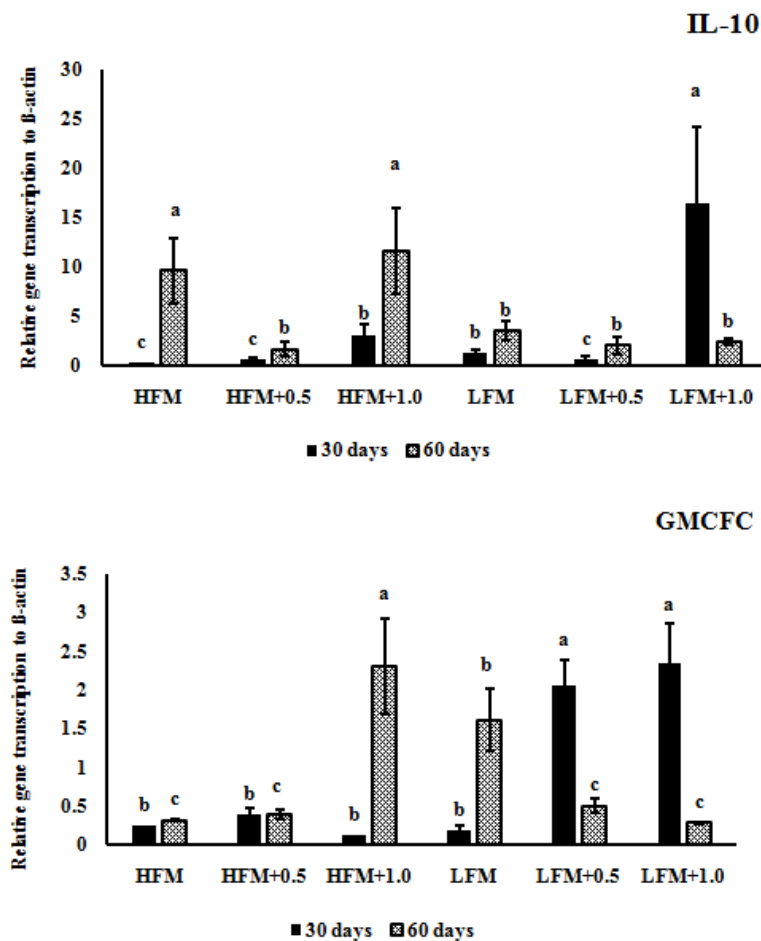 IL-10
Relative gene transcription to ß-actin
30
25
20
15
10
5
0
c a c b b a b b c b a b
HFM HFM+0.5 HFM+1.0 LFM LFM+0.5 LFM+1.0
30 days 60 days
GMCFC
Relative gene transcription to ß-actin
3.5
3
2.5
2
1.5
1
0.5
0
b c b c b a b b a c a c
HFM HFM+0.5 HFM+1.0 LFM LFM+0.5 LFM+1.0
30 days 60 days